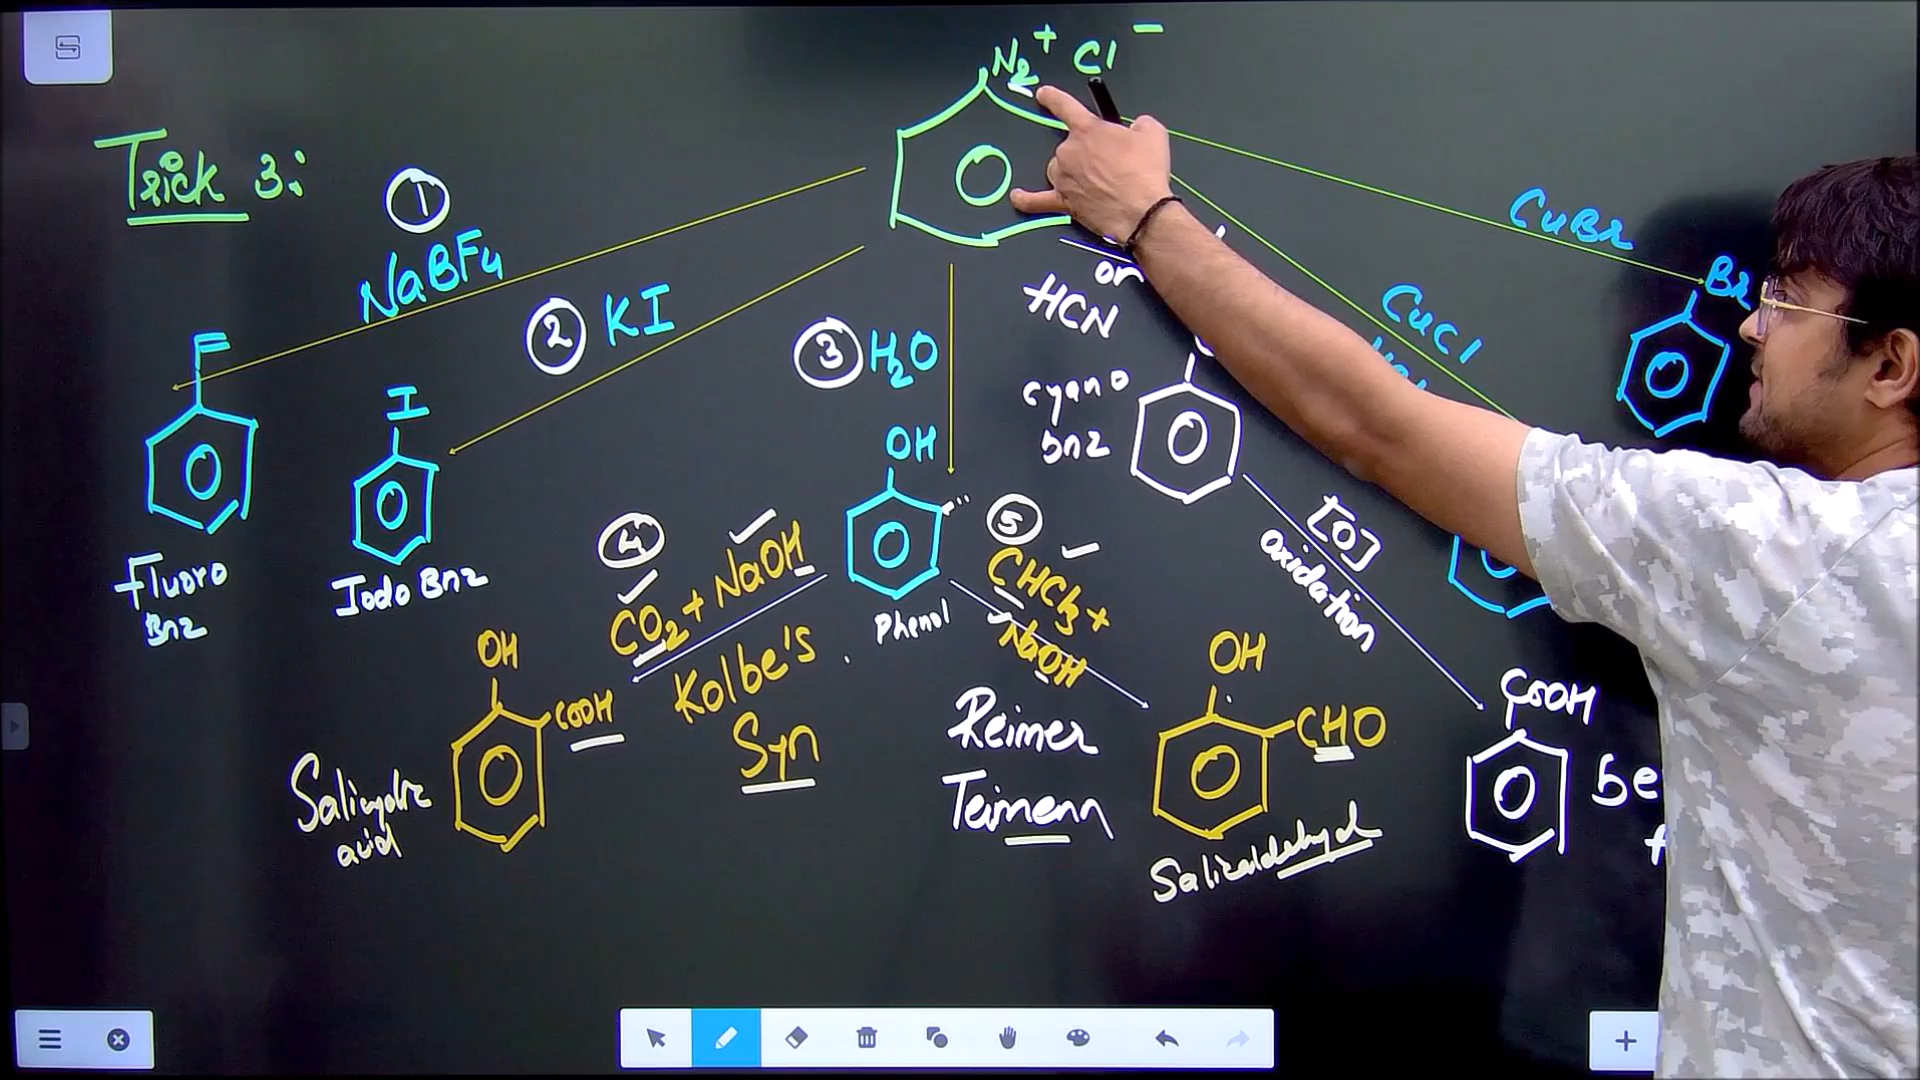 N2+ Cl-
Trick 3:
1
NaBF4
F
Fluoro
Bnz
2 KI
I
Iodo Bnz
3 H2O
OH
Phenol
or
HCN
cyano
bnz
CuCl
CuBr
Br
4
CO2 + NaOH
Kolbe's
Syn
OH
COOH
Salicylic
acid
5
CHCl3 +
NaOH
Reimer
Teimenn
OH
CHO
Salicaldehyd
[O]
oxidation
COOH
be